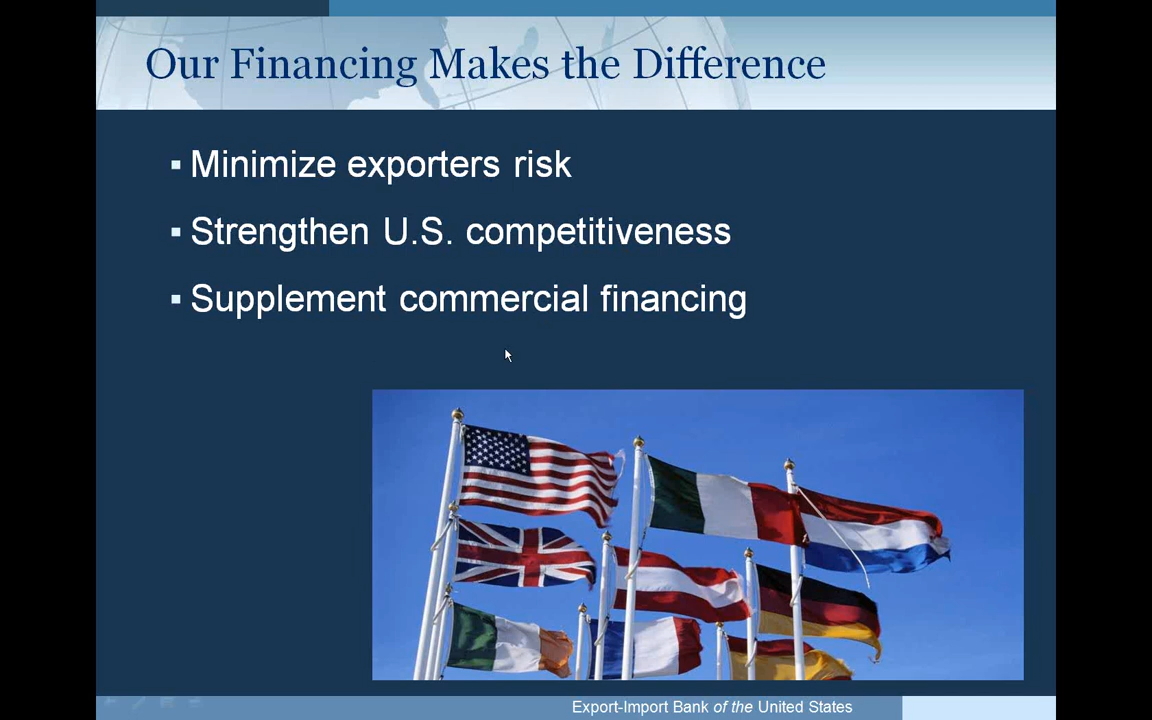 Our Financing Makes the Difference
▪ Minimize exporters risk
▪ Strengthen U.S. competitiveness
▪ Supplement commercial financing
Export-Import Bank of the United States